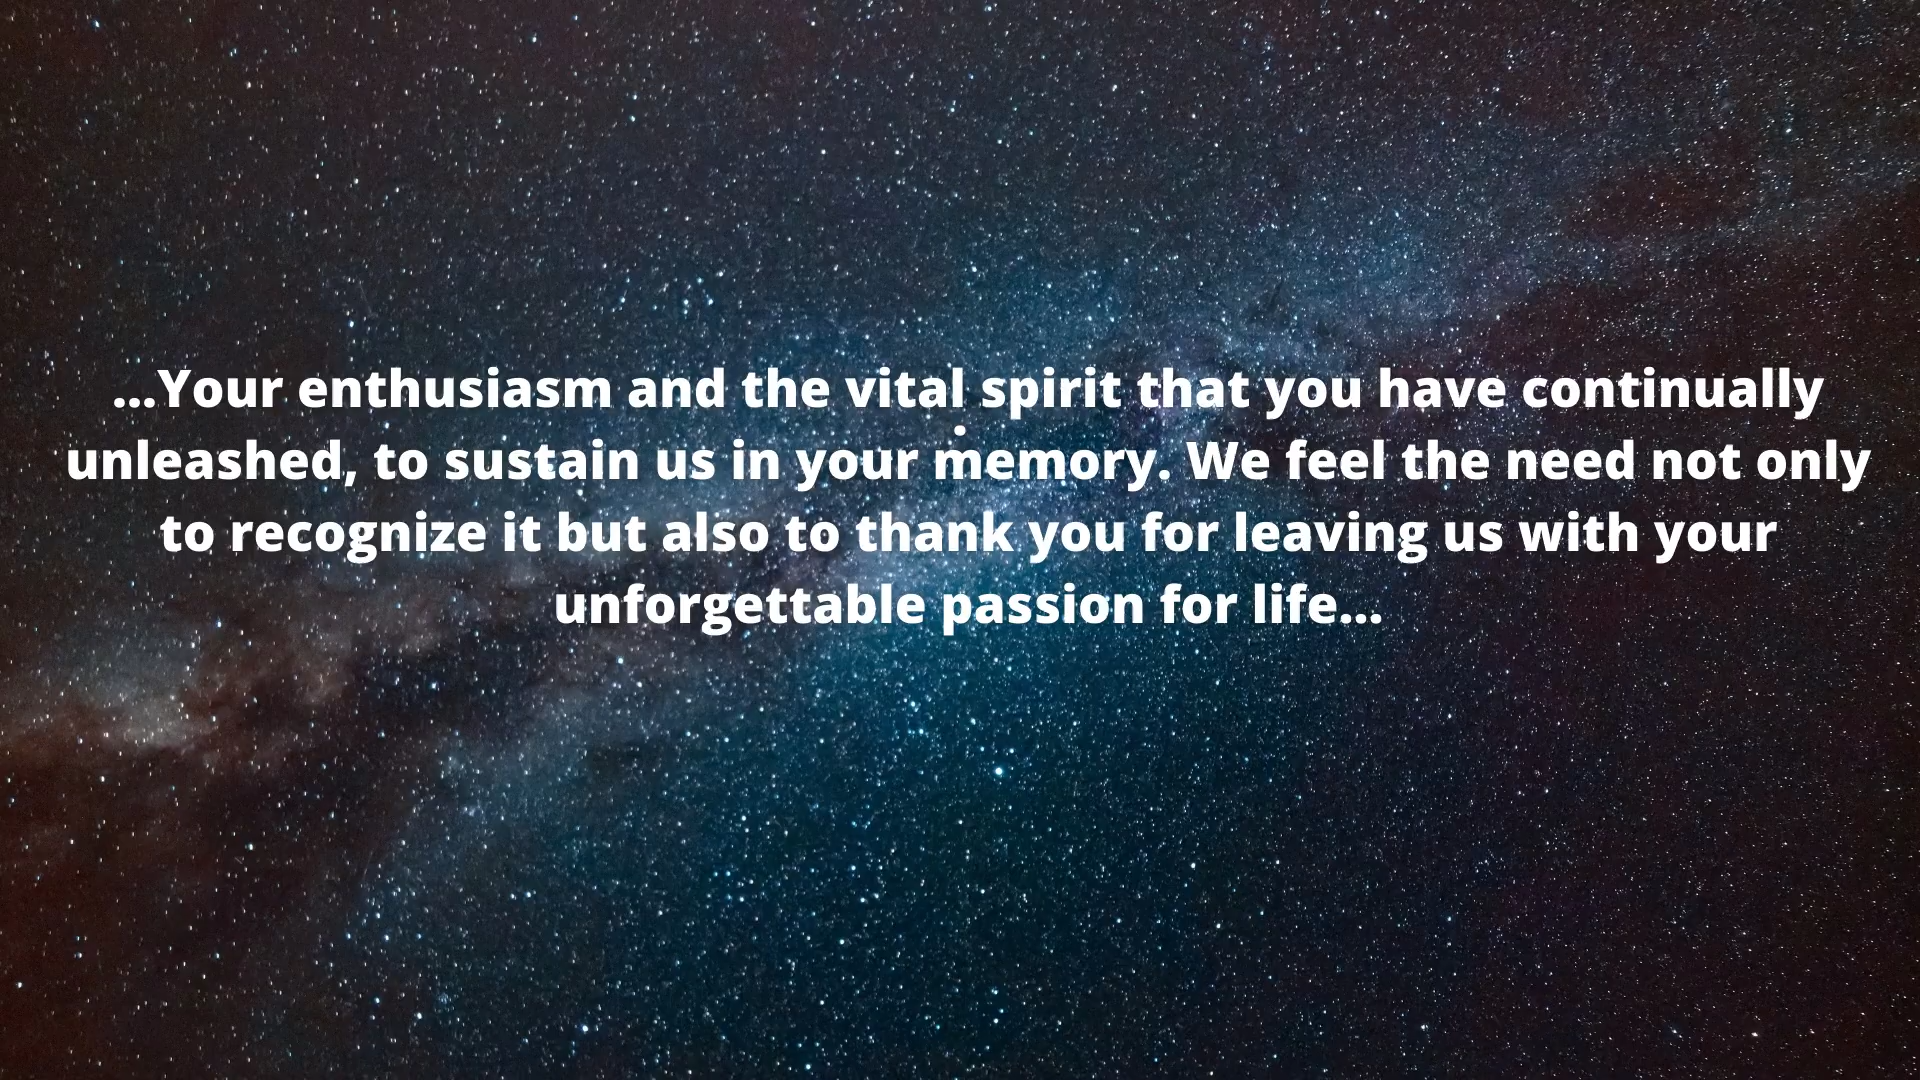 ...Your enthusiasm and the vital spirit that you have continually
unleashed, to sustain us in your memory. We feel the need not only
to recognize it but also to thank you for leaving us with your
unforgettable passion for life...